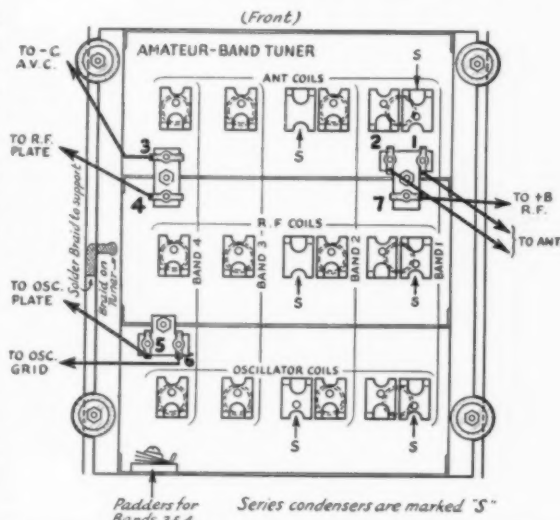 (Front)
TO -C
A.V.C.
AMATEUR-BAND TUNER
S
ANT COILS
3
2
1
S
TO R.F.
PLATE
4
7
TO +B
R.F.
TO ANT
Solder Braid to support
Braid on
Tuner
R.F COILS
BAND 4
BAND 3
BAND 2
BAND 1
S
S
TO OSC.
PLATE
5
6
TO OSC.
GRID
OSCILLATOR COILS
S
S
Padders for
Bands 3&4
Series condensers are marked "S"